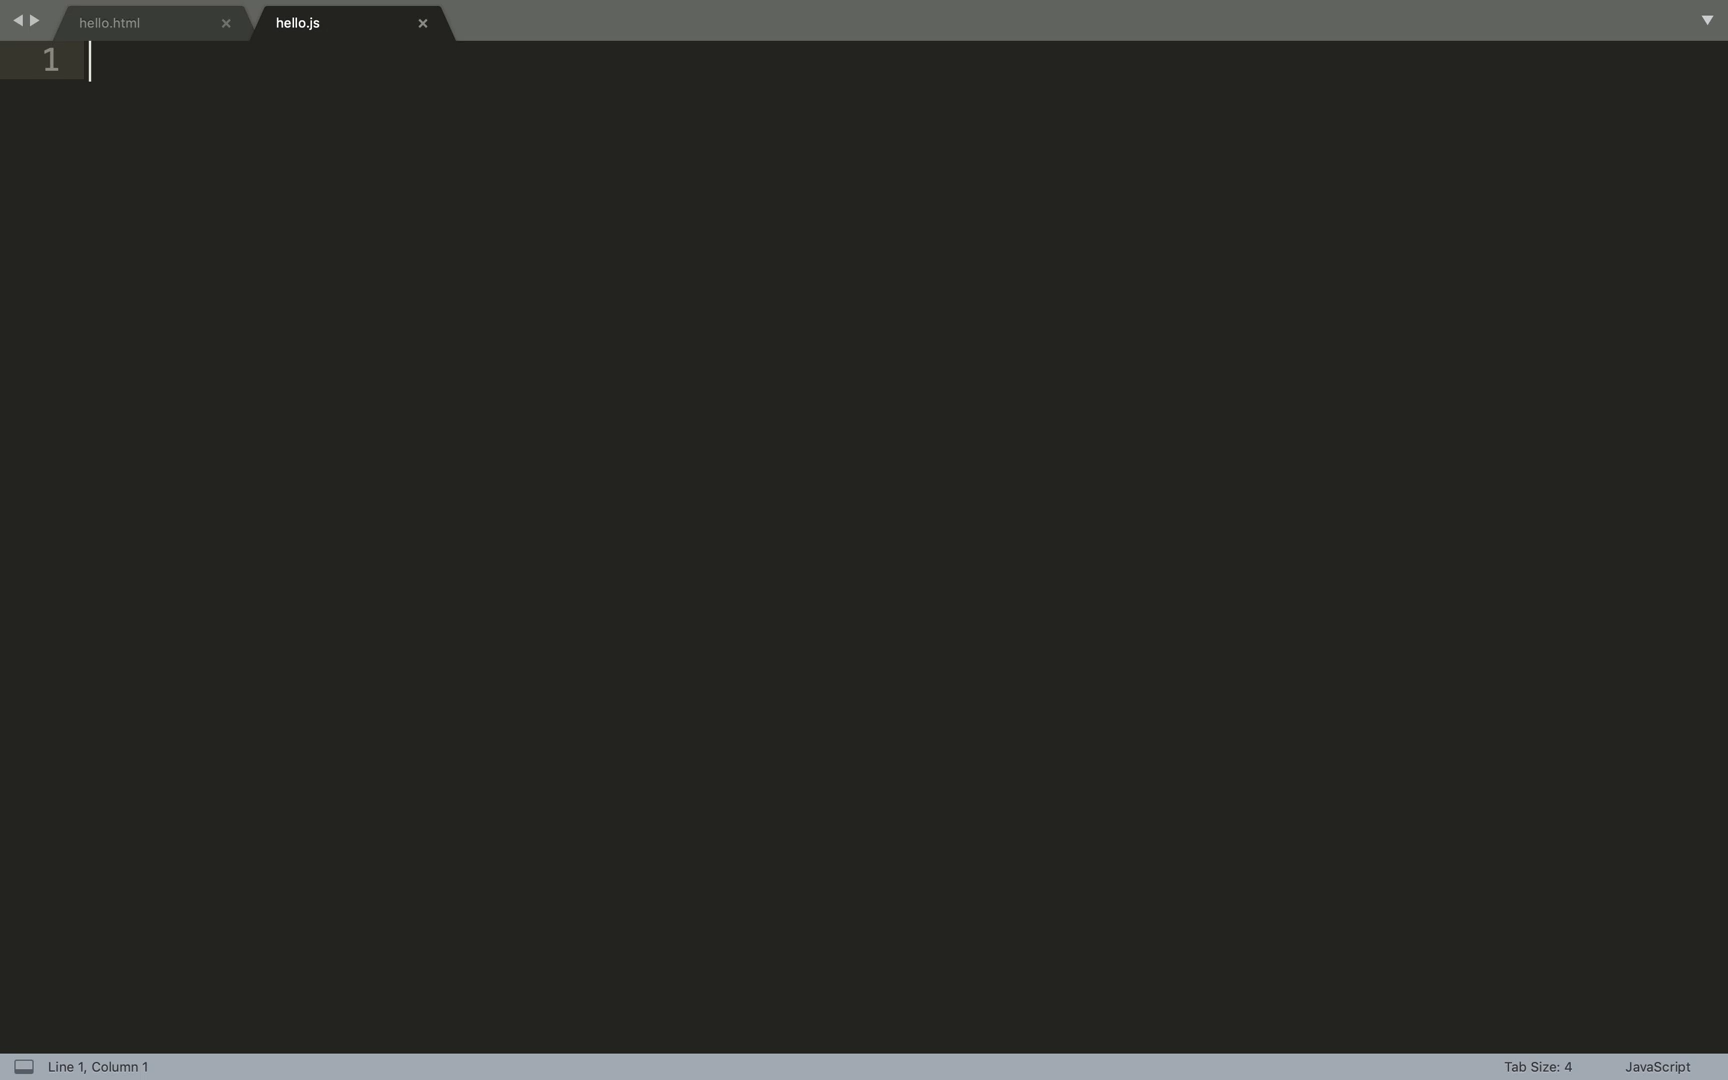 hello.html × hello.js ×
1
Line 1, Column 1 Tab Size: 4 JavaScript